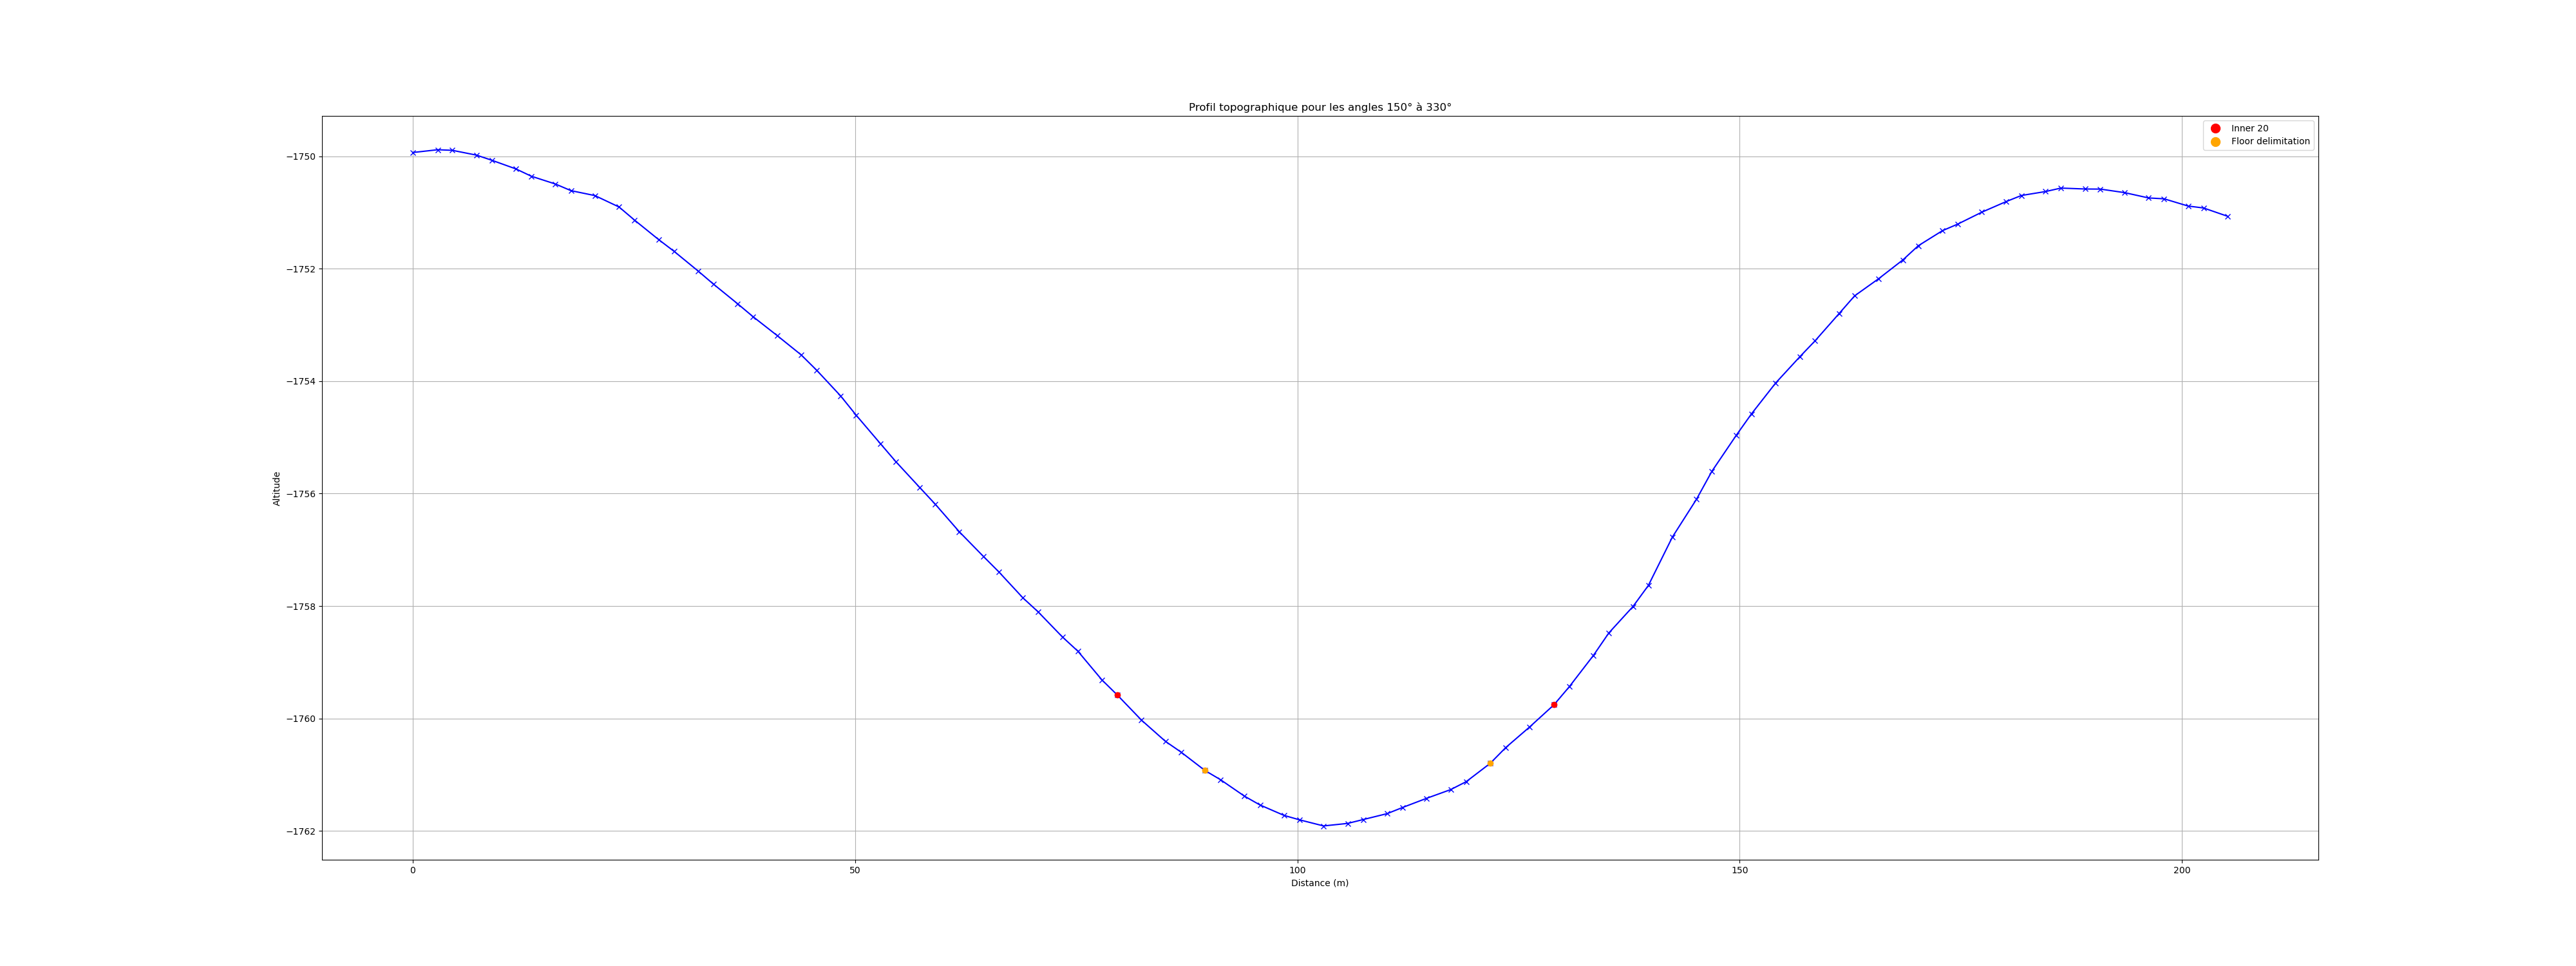 Profil topographique pour les angles 150° à 330°
Inner 20
Floor delimitation
−1750
−1752
−1754
−1756
−1758
−1760
−1762
Altitude
0 50 100 150 200
Distance (m)